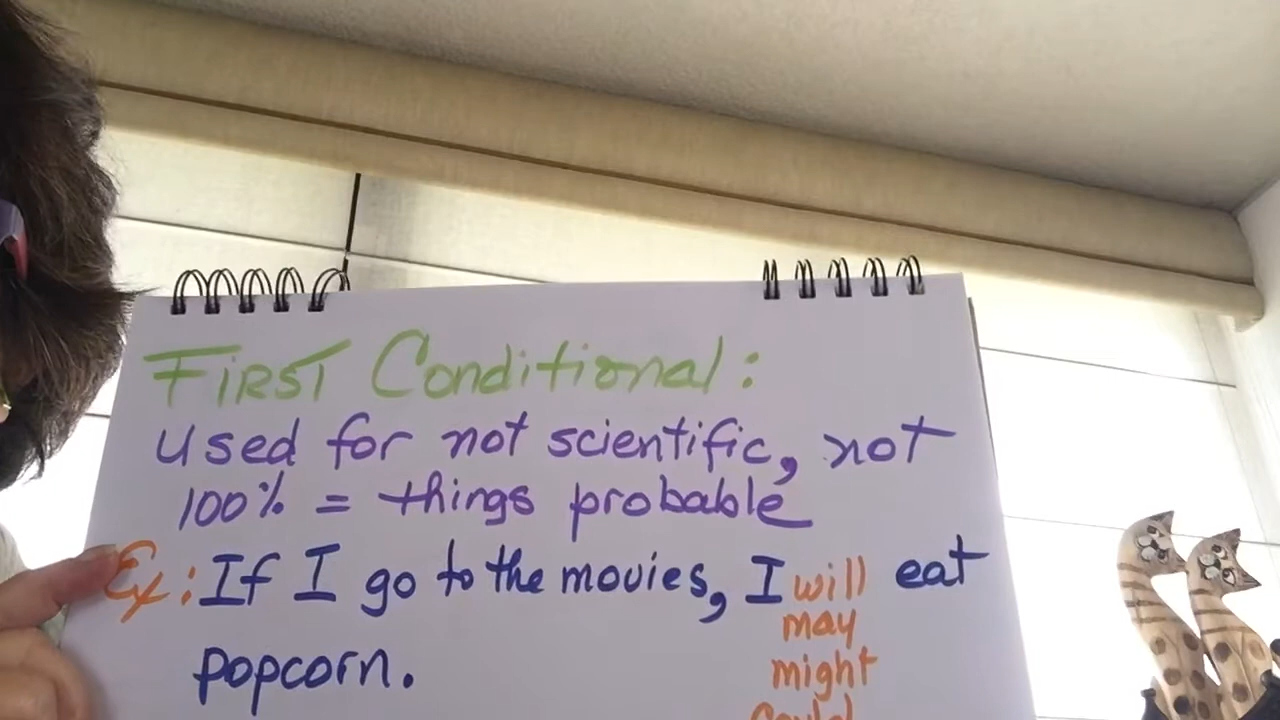 FIRST Conditional:
used for not scientific, not
100% = things probable
Ex: If I go to the movies, I will eat
may
popcorn.
might
could